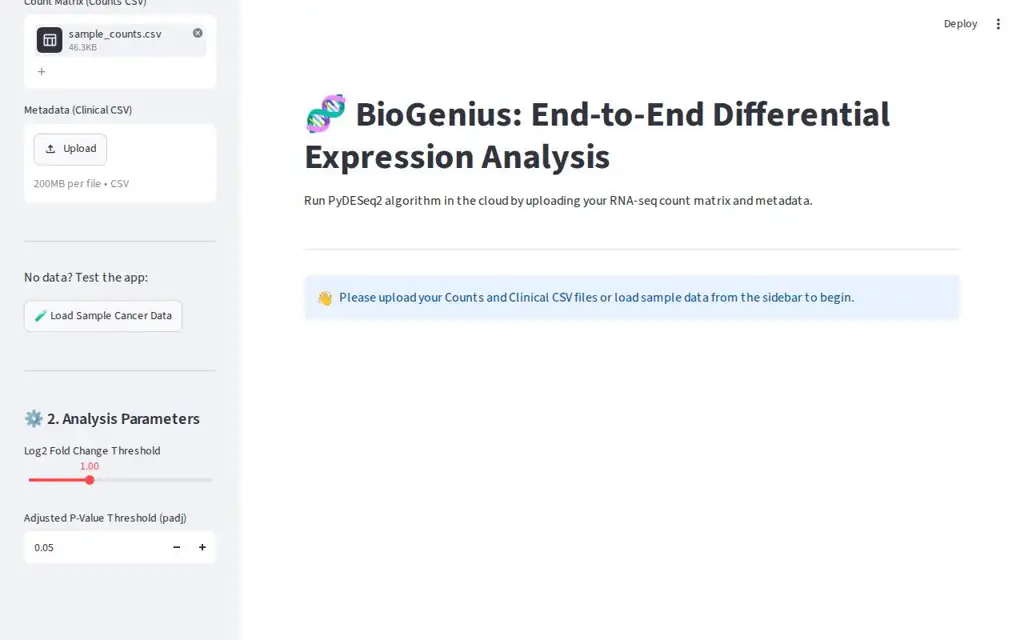 Count Matrix (Counts CSV)
sample_counts.csv
46.3KB
+
Metadata (Clinical CSV)
Upload
200MB per file • CSV
No data? Test the app:
🧪 Load Sample Cancer Data
⚙️ 2. Analysis Parameters
Log2 Fold Change Threshold
1.00
Adjusted P-Value Threshold (padj)
0.05 − +
Deploy
🧬 BioGenius: End-to-End Differential
Expression Analysis
Run PyDESeq2 algorithm in the cloud by uploading your RNA-seq count matrix and metadata.
👋 Please upload your Counts and Clinical CSV files or load sample data from the sidebar to begin.